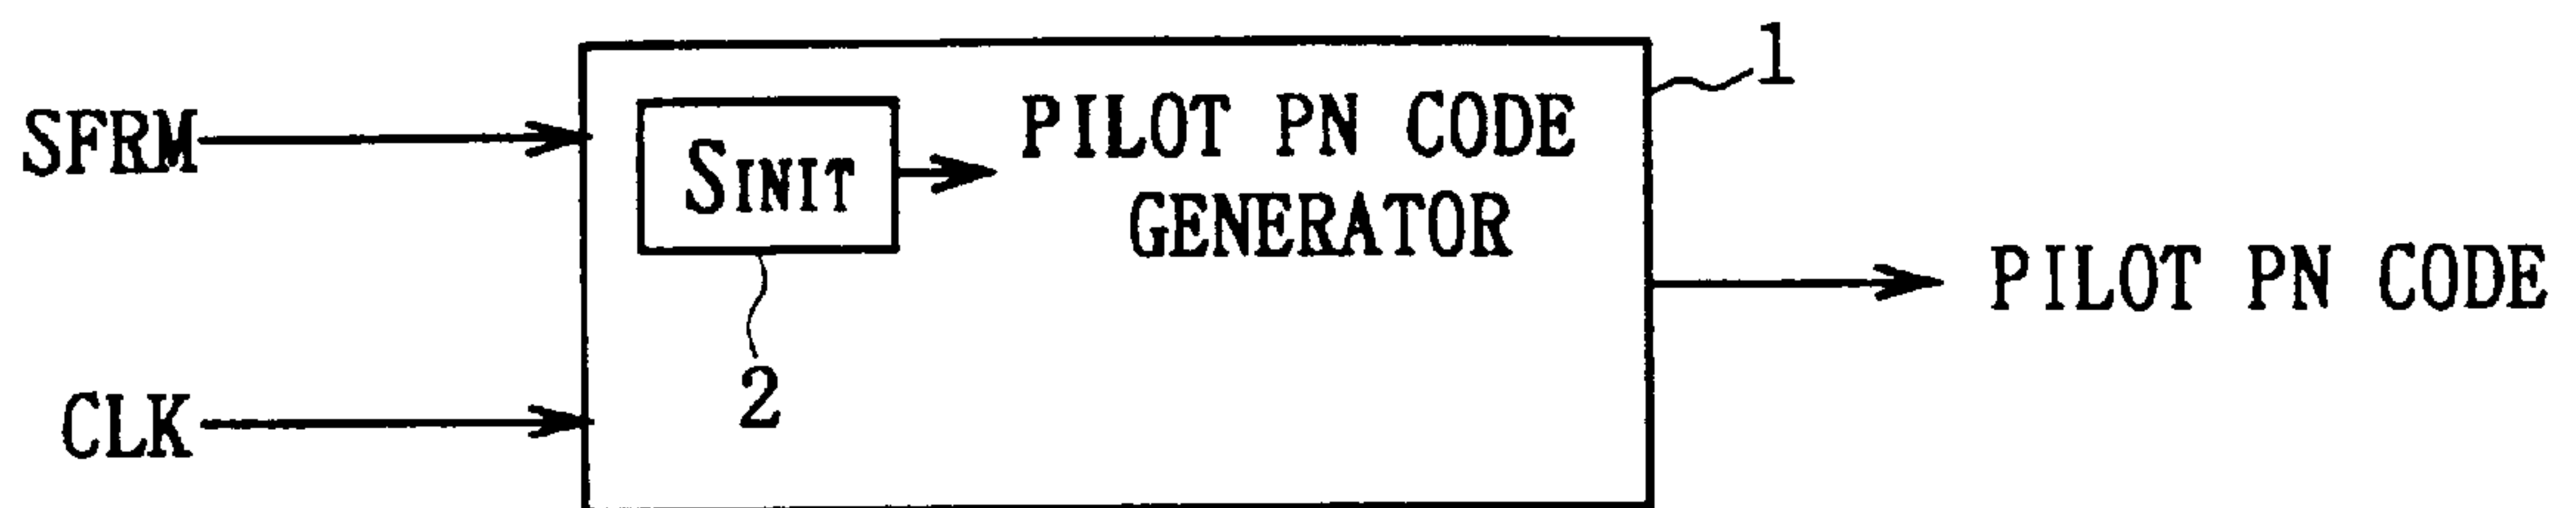 1
SFRM
SINIT
PILOT PN CODE
GENERATOR
PILOT PN CODE
2
CLK